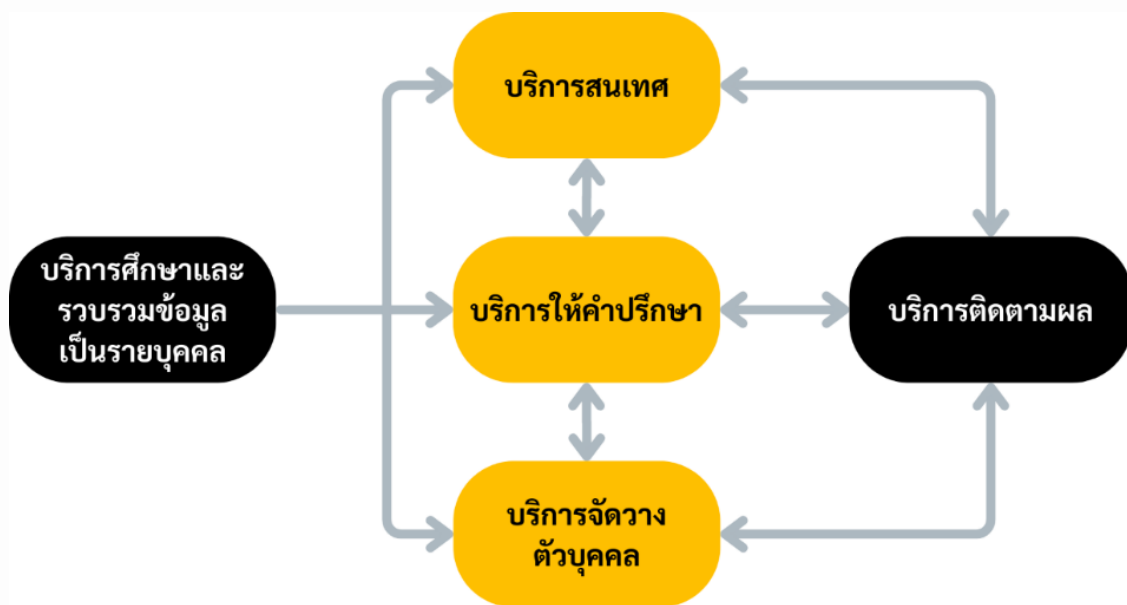 บริการสนเทศ
บริการศึกษาและ
รวบรวมข้อมูล
เป็นรายบุคคล
บริการให้คำปรึกษา
บริการติดตามผล
บริการจัดวาง
ตัวบุคคล